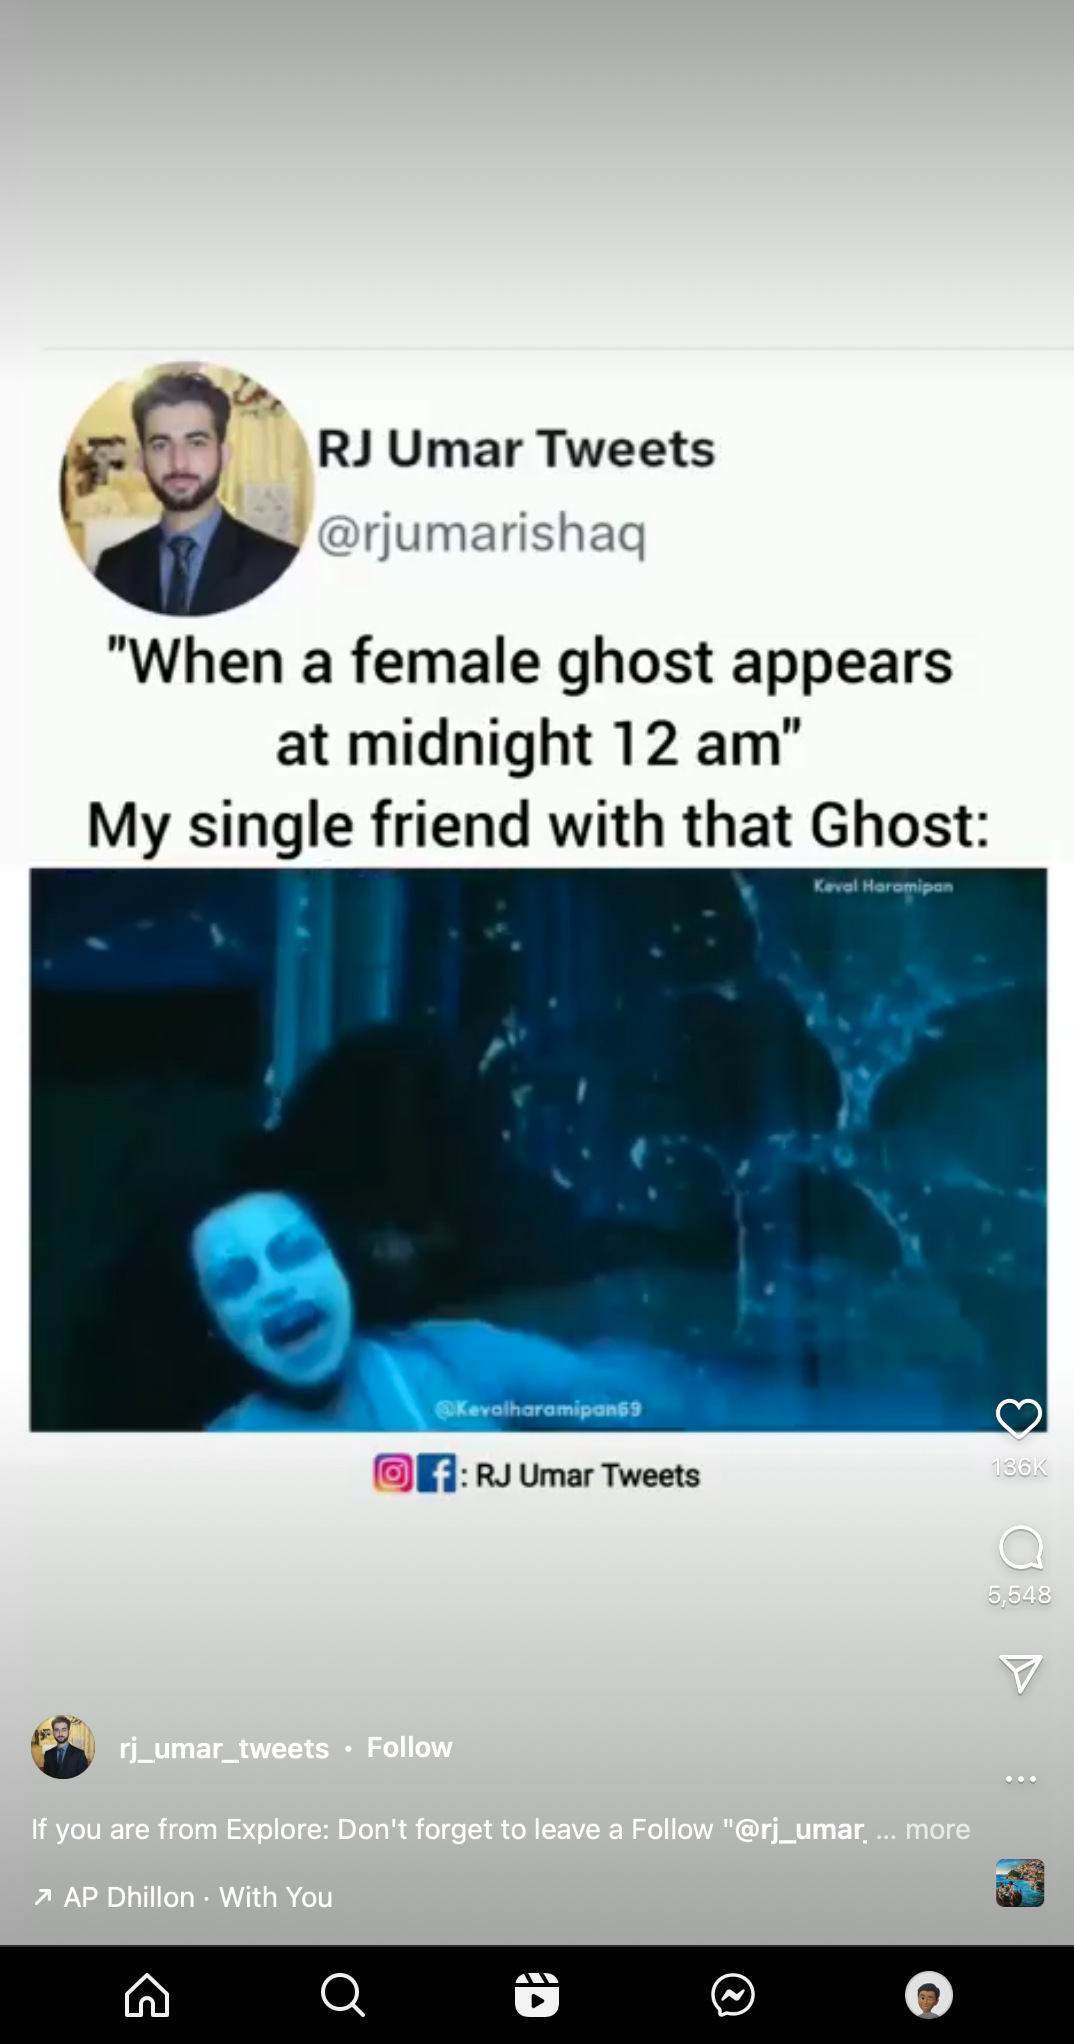 RJ Umar Tweets
@rjumarishaq
"When a female ghost appears
at midnight 12 am"
My single friend with that Ghost:
Keval Haramipan
@Kevalharamipan69
: RJ Umar Tweets
136K
5,548
rj_umar_tweets • Follow
If you are from Explore: Don't forget to leave a Follow "@rj_umar_ ... more
AP Dhillon · With You